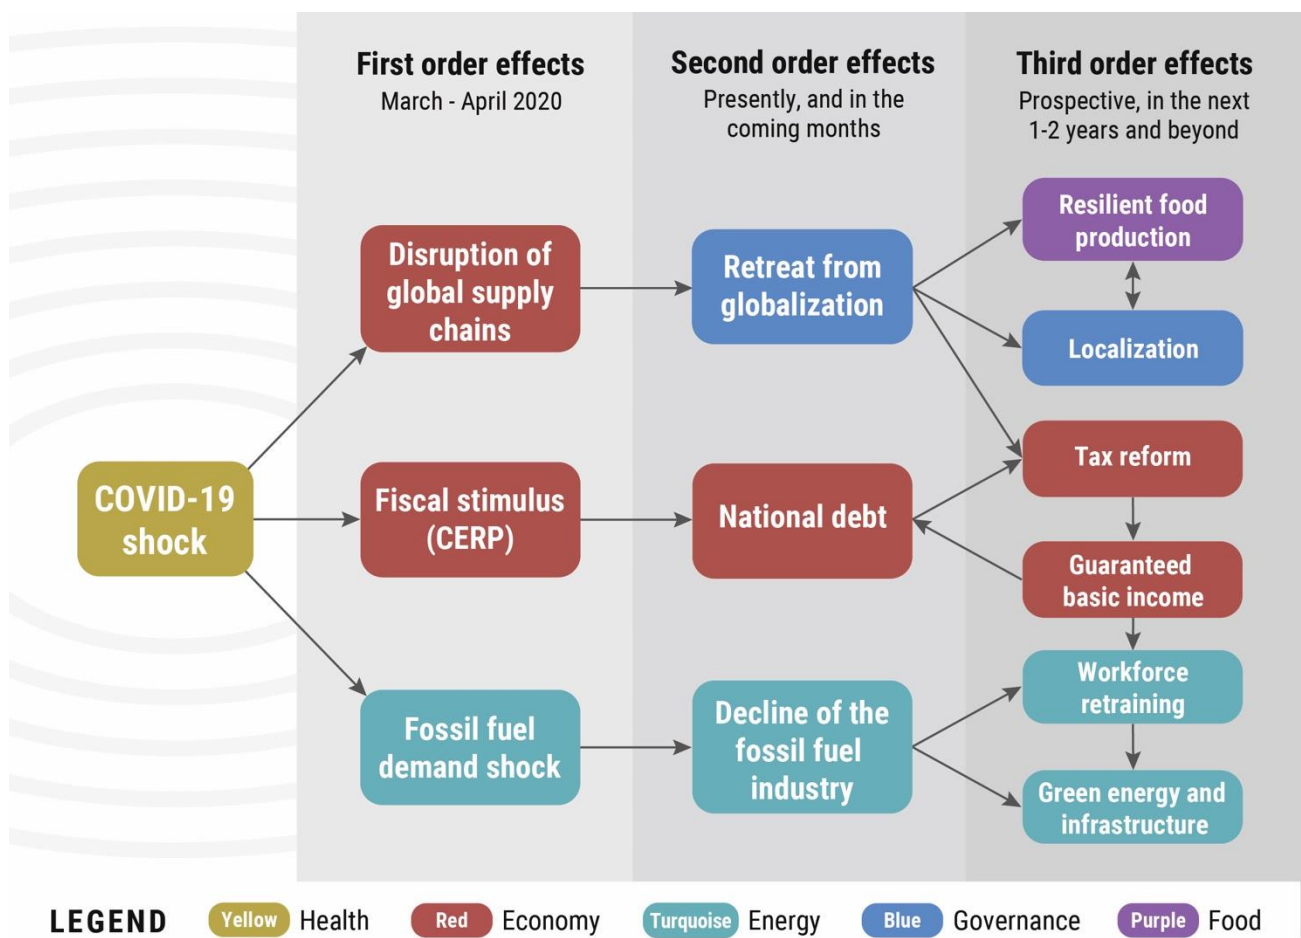 First order effects
March - April 2020
Second order effects
Presently, and in the
coming months
Third order effects
Prospective, in the next
1-2 years and beyond
COVID-19
shock
Disruption of
global supply
chains
Fiscal stimulus
(CERP)
Fossil fuel
demand shock
Retreat from
globalization
National debt
Decline of the
fossil fuel
industry
Resilient food
production
Localization
Tax reform
Guaranteed
basic income
Workforce
retraining
Green energy and
infrastructure
LEGEND Yellow Health Red Economy Turquoise Energy Blue Governance Purple Food